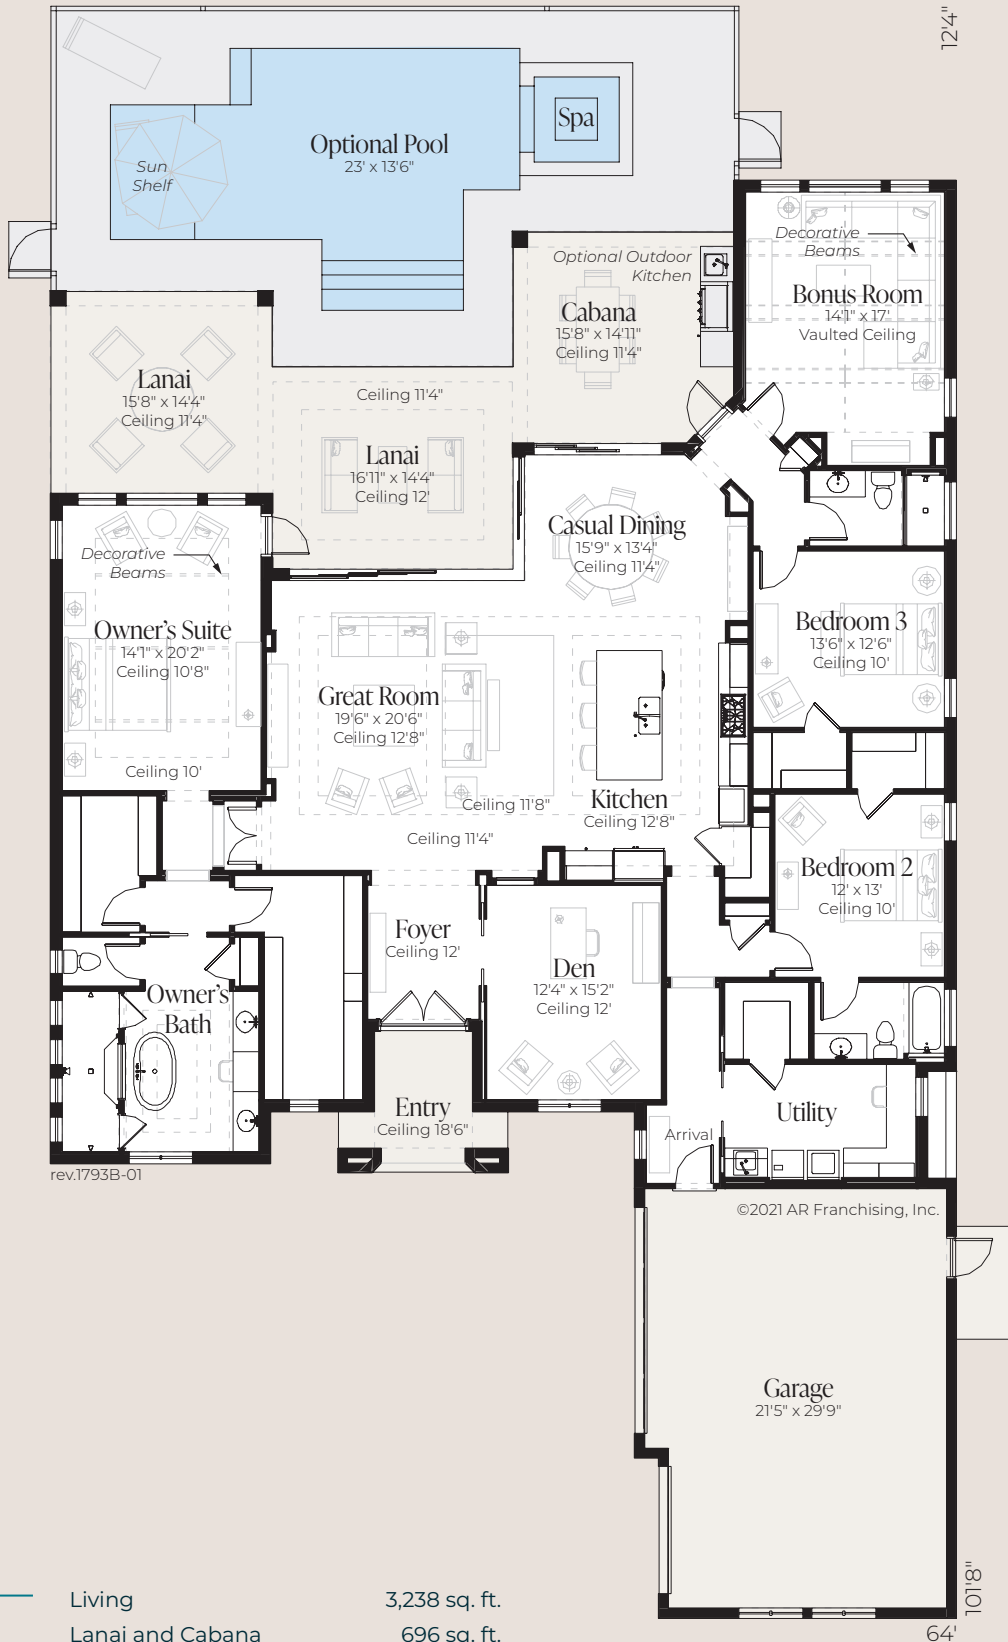 12'4"
Optional Pool
23' x 13'6"
Spa
Sun
Shelf
Optional Outdoor
Kitchen
Cabana
15'8" x 14'11"
Ceiling 11'4"
Decorative
Beams
Bonus Room
14'1" x 17'
Vaulted Ceiling
Lanai
15'8" x 14'4"
Ceiling 11'4"
Ceiling 11'4"
Lanai
16'11" x 14'4"
Ceiling 12'
Casual Dining
15'9" x 13'4"
Ceiling 11'4"
Decorative
Beams
Owner's Suite
14'1" x 20'2"
Ceiling 10'8"
Ceiling 10'
Great Room
19'6" x 20'6"
Ceiling 12'8"
Ceiling 11'8"
Ceiling 11'4"
Kitchen
Ceiling 12'8"
Bedroom 3
13'6" x 12'6"
Ceiling 10'
Bedroom 2
12' x 13'
Ceiling 10'
Foyer
Ceiling 12'
Den
12'4" x 15'2"
Ceiling 12'
Owner's
Bath
Entry
Ceiling 18'6"
Utility
Arrival
rev.1793B-01
©2021 AR Franchising, Inc.
Garage
21'5" x 29'9"
101'8"
64'
Living 3,238 sq. ft.
Lanai and Cabana 696 sq. ft.